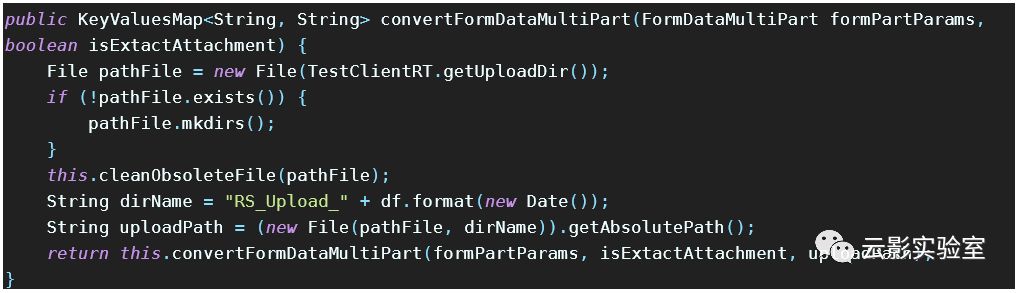 public KeyValuesMap<String, String> convertFormDataMultiPart(FormDataMultiPart formPartParams,
boolean isExtactAttachment) {
    File pathFile = new File(TestClientRT.getUploadDir());
    if (!pathFile.exists()) {
        pathFile.mkdirs();
    }
    this.cleanObsoleteFile(pathFile);
    String dirName = "RS_Upload_" + df.format(new Date());
    String uploadPath = (new File(pathFile, dirName)).getAbsolutePath();
    return this.convertFormDataMultiPart(formPartParams, isExtactAttachment,
}
云影实验室